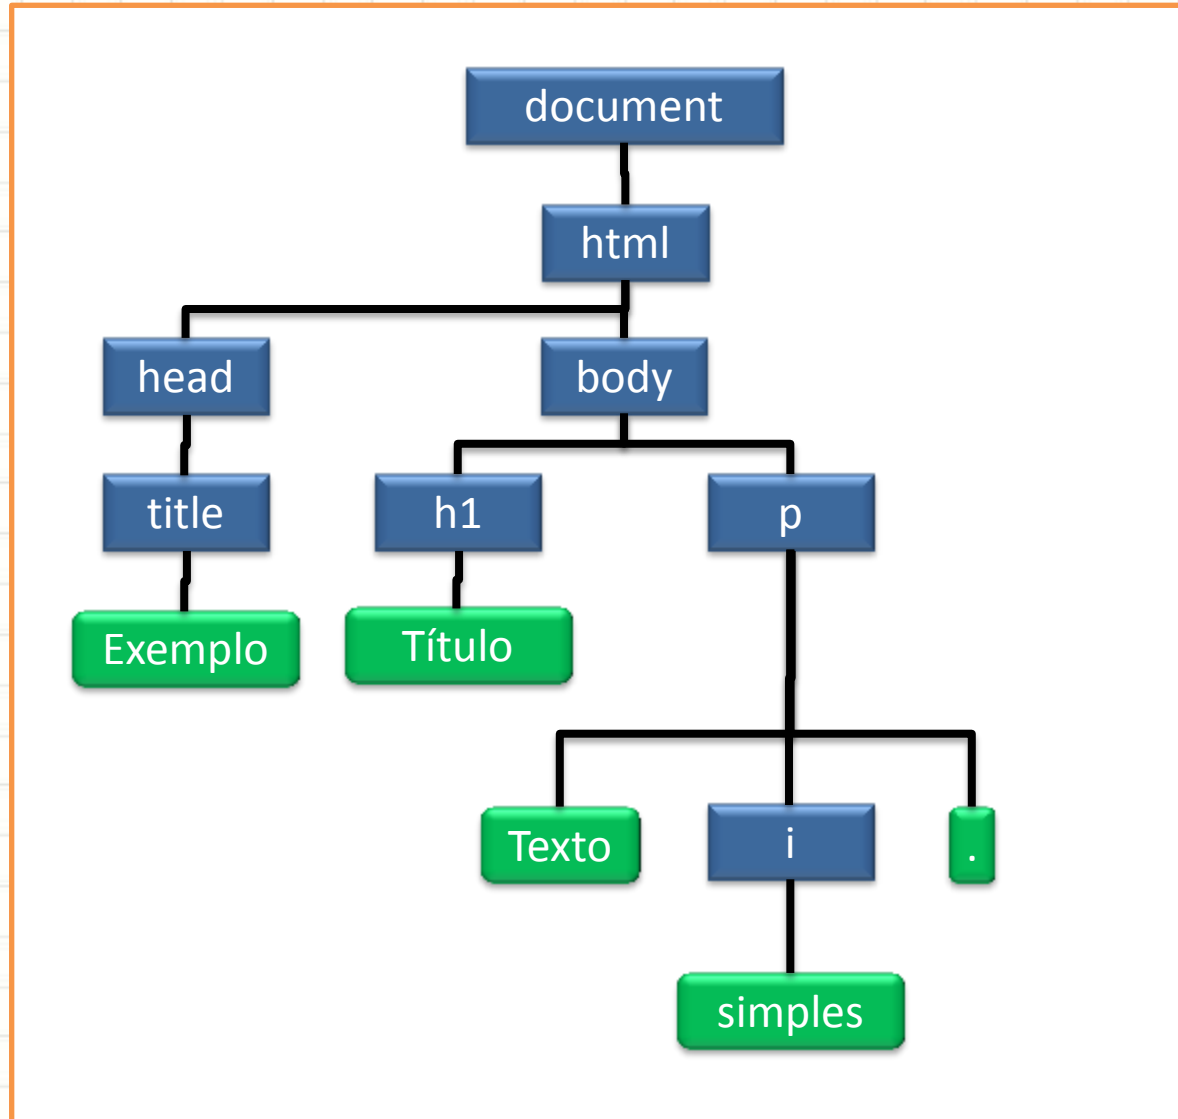 document
html
head
body
title
h1
p
Exemplo
Título
Texto
i
.
simples